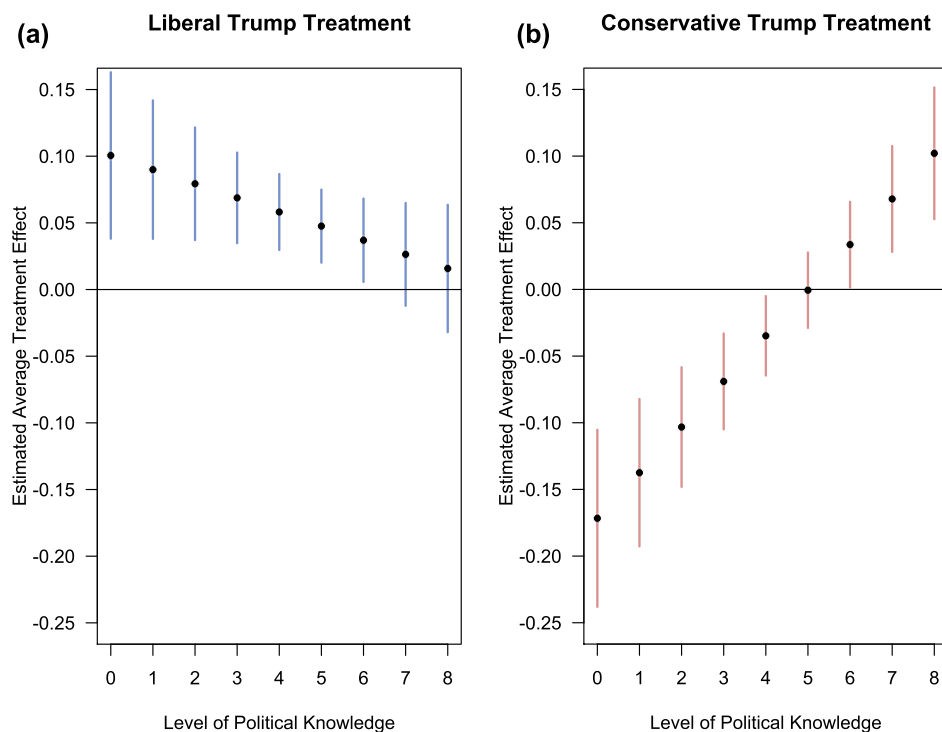 (a)
Liberal Trump Treatment
Estimated Average Treatment Effect
0.15
0.10
0.05
0.00
-0.05
-0.10
-0.15
-0.20
-0.25
0 1 2 3 4 5 6 7 8
Level of Political Knowledge
(b)
Conservative Trump Treatment
Estimated Average Treatment Effect
0.15
0.10
0.05
0.00
-0.05
-0.10
-0.15
-0.20
-0.25
0 1 2 3 4 5 6 7 8
Level of Political Knowledge